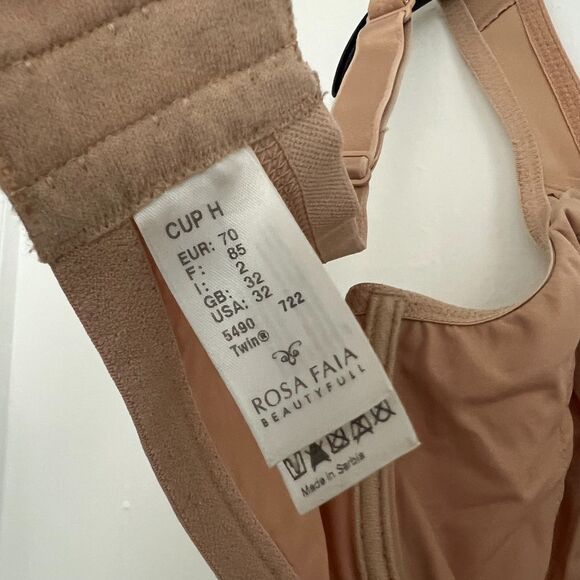 CUP H
EUR: 70
F: 85
I: 2
GB: 32
USA: 32
5490 722
Twin®
ROSA FAIA
BEAUTYFULL
Made in Serbia